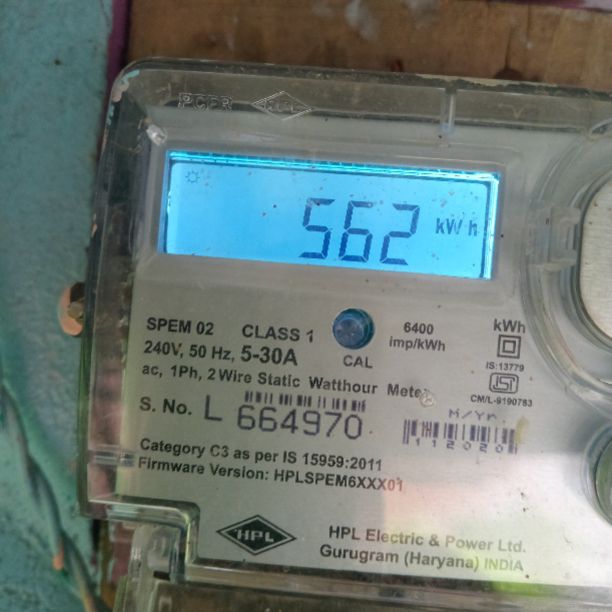 HPL
562 kWh
SPEM 02 CLASS 1
6400
imp/kWh
kWh
240V, 50 Hz, 5-30A
CAL
IS:13779
ac, 1Ph, 2 Wire Static Watthour Meter
CM/L-9190783
S. No. L 664970
M/Yr.
112020
Category C3 as per IS 15959:2011
Firmware Version: HPLSPEM6XXX01
HPL
HPL Electric & Power Ltd.
Gurugram (Haryana) INDIA